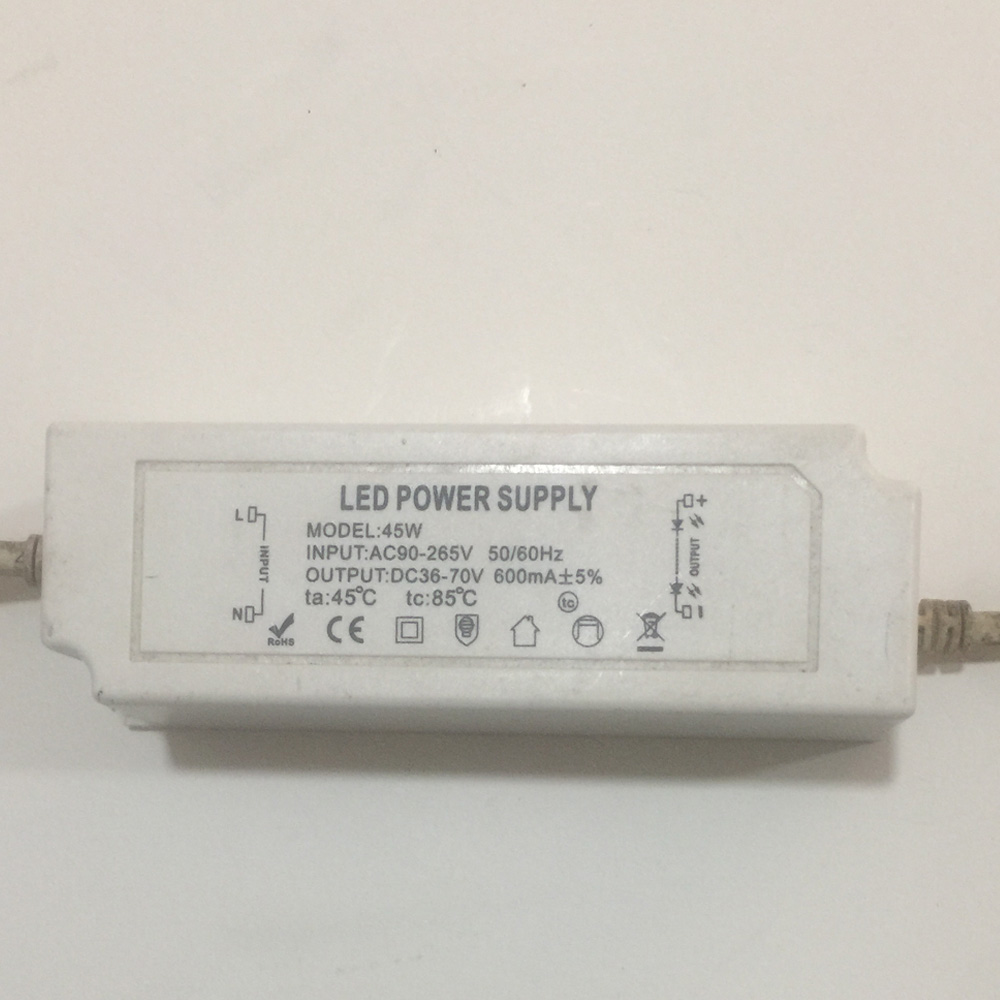 LED POWER SUPPLY
MODEL:45W
INPUT:AC90-265V 50/60Hz
OUTPUT:DC36-70V 600mA±5%
ta:45℃ tc:85℃
tc
L
INPUT
N
RoHS
CE
+
OUTPUT
-